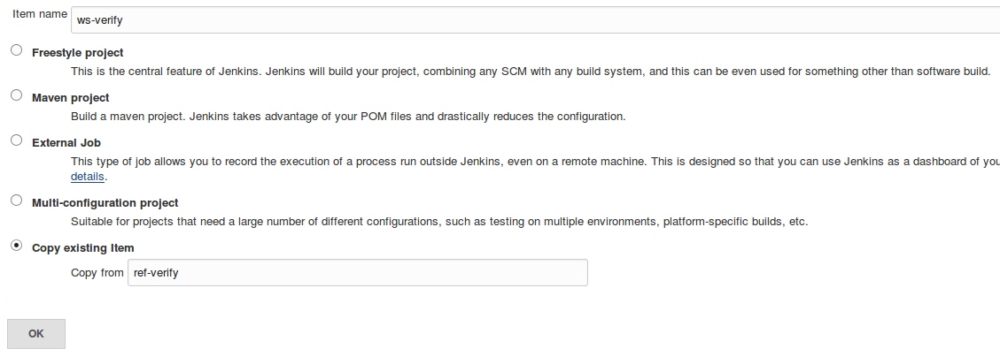 Item name ws-verify
Freestyle project
This is the central feature of Jenkins. Jenkins will build your project, combining any SCM with any build system, and this can be even used for something other than software build.
Maven project
Build a maven project. Jenkins takes advantage of your POM files and drastically reduces the configuration.
External Job
This type of job allows you to record the execution of a process run outside Jenkins, even on a remote machine. This is designed so that you can use Jenkins as a dashboard of you
details.
Multi-configuration project
Suitable for projects that need a large number of different configurations, such as testing on multiple environments, platform-specific builds, etc.
Copy existing Item
Copy from ref-verify
OK